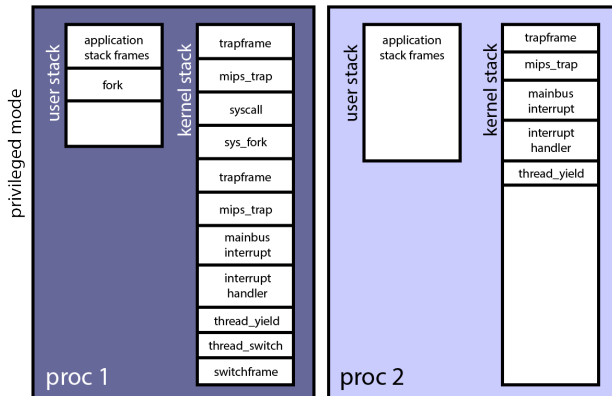 privileged mode
user stack
application
stack frames
fork
kernel stack
trapframe
mips_trap
syscall
sys_fork
trapframe
mips_trap
mainbus
interrupt
interrupt
handler
thread_yield
thread_switch
switchframe
proc 1
user stack
application
stack frames
kernel stack
trapframe
mips_trap
mainbus
interrupt
interrupt
handler
thread_yield
proc 2